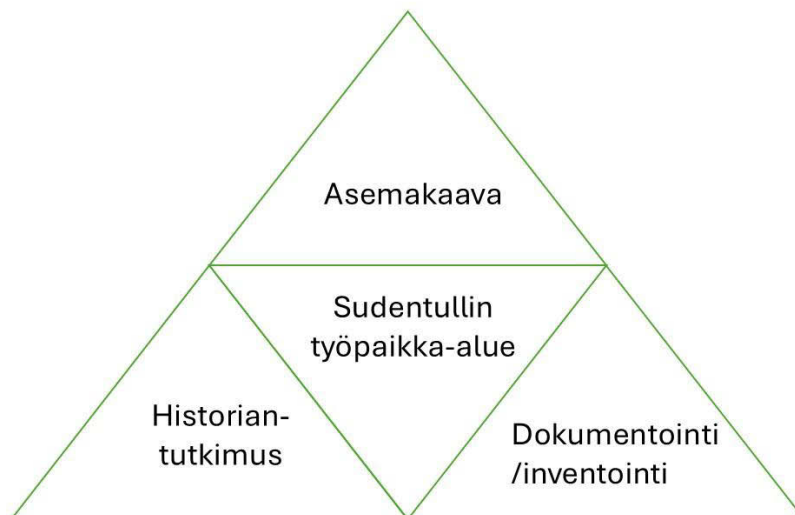 Asemakaava
Sudentullin
työpaikka-alue
Historian-
tutkimus
Dokumentointi
/inventointi